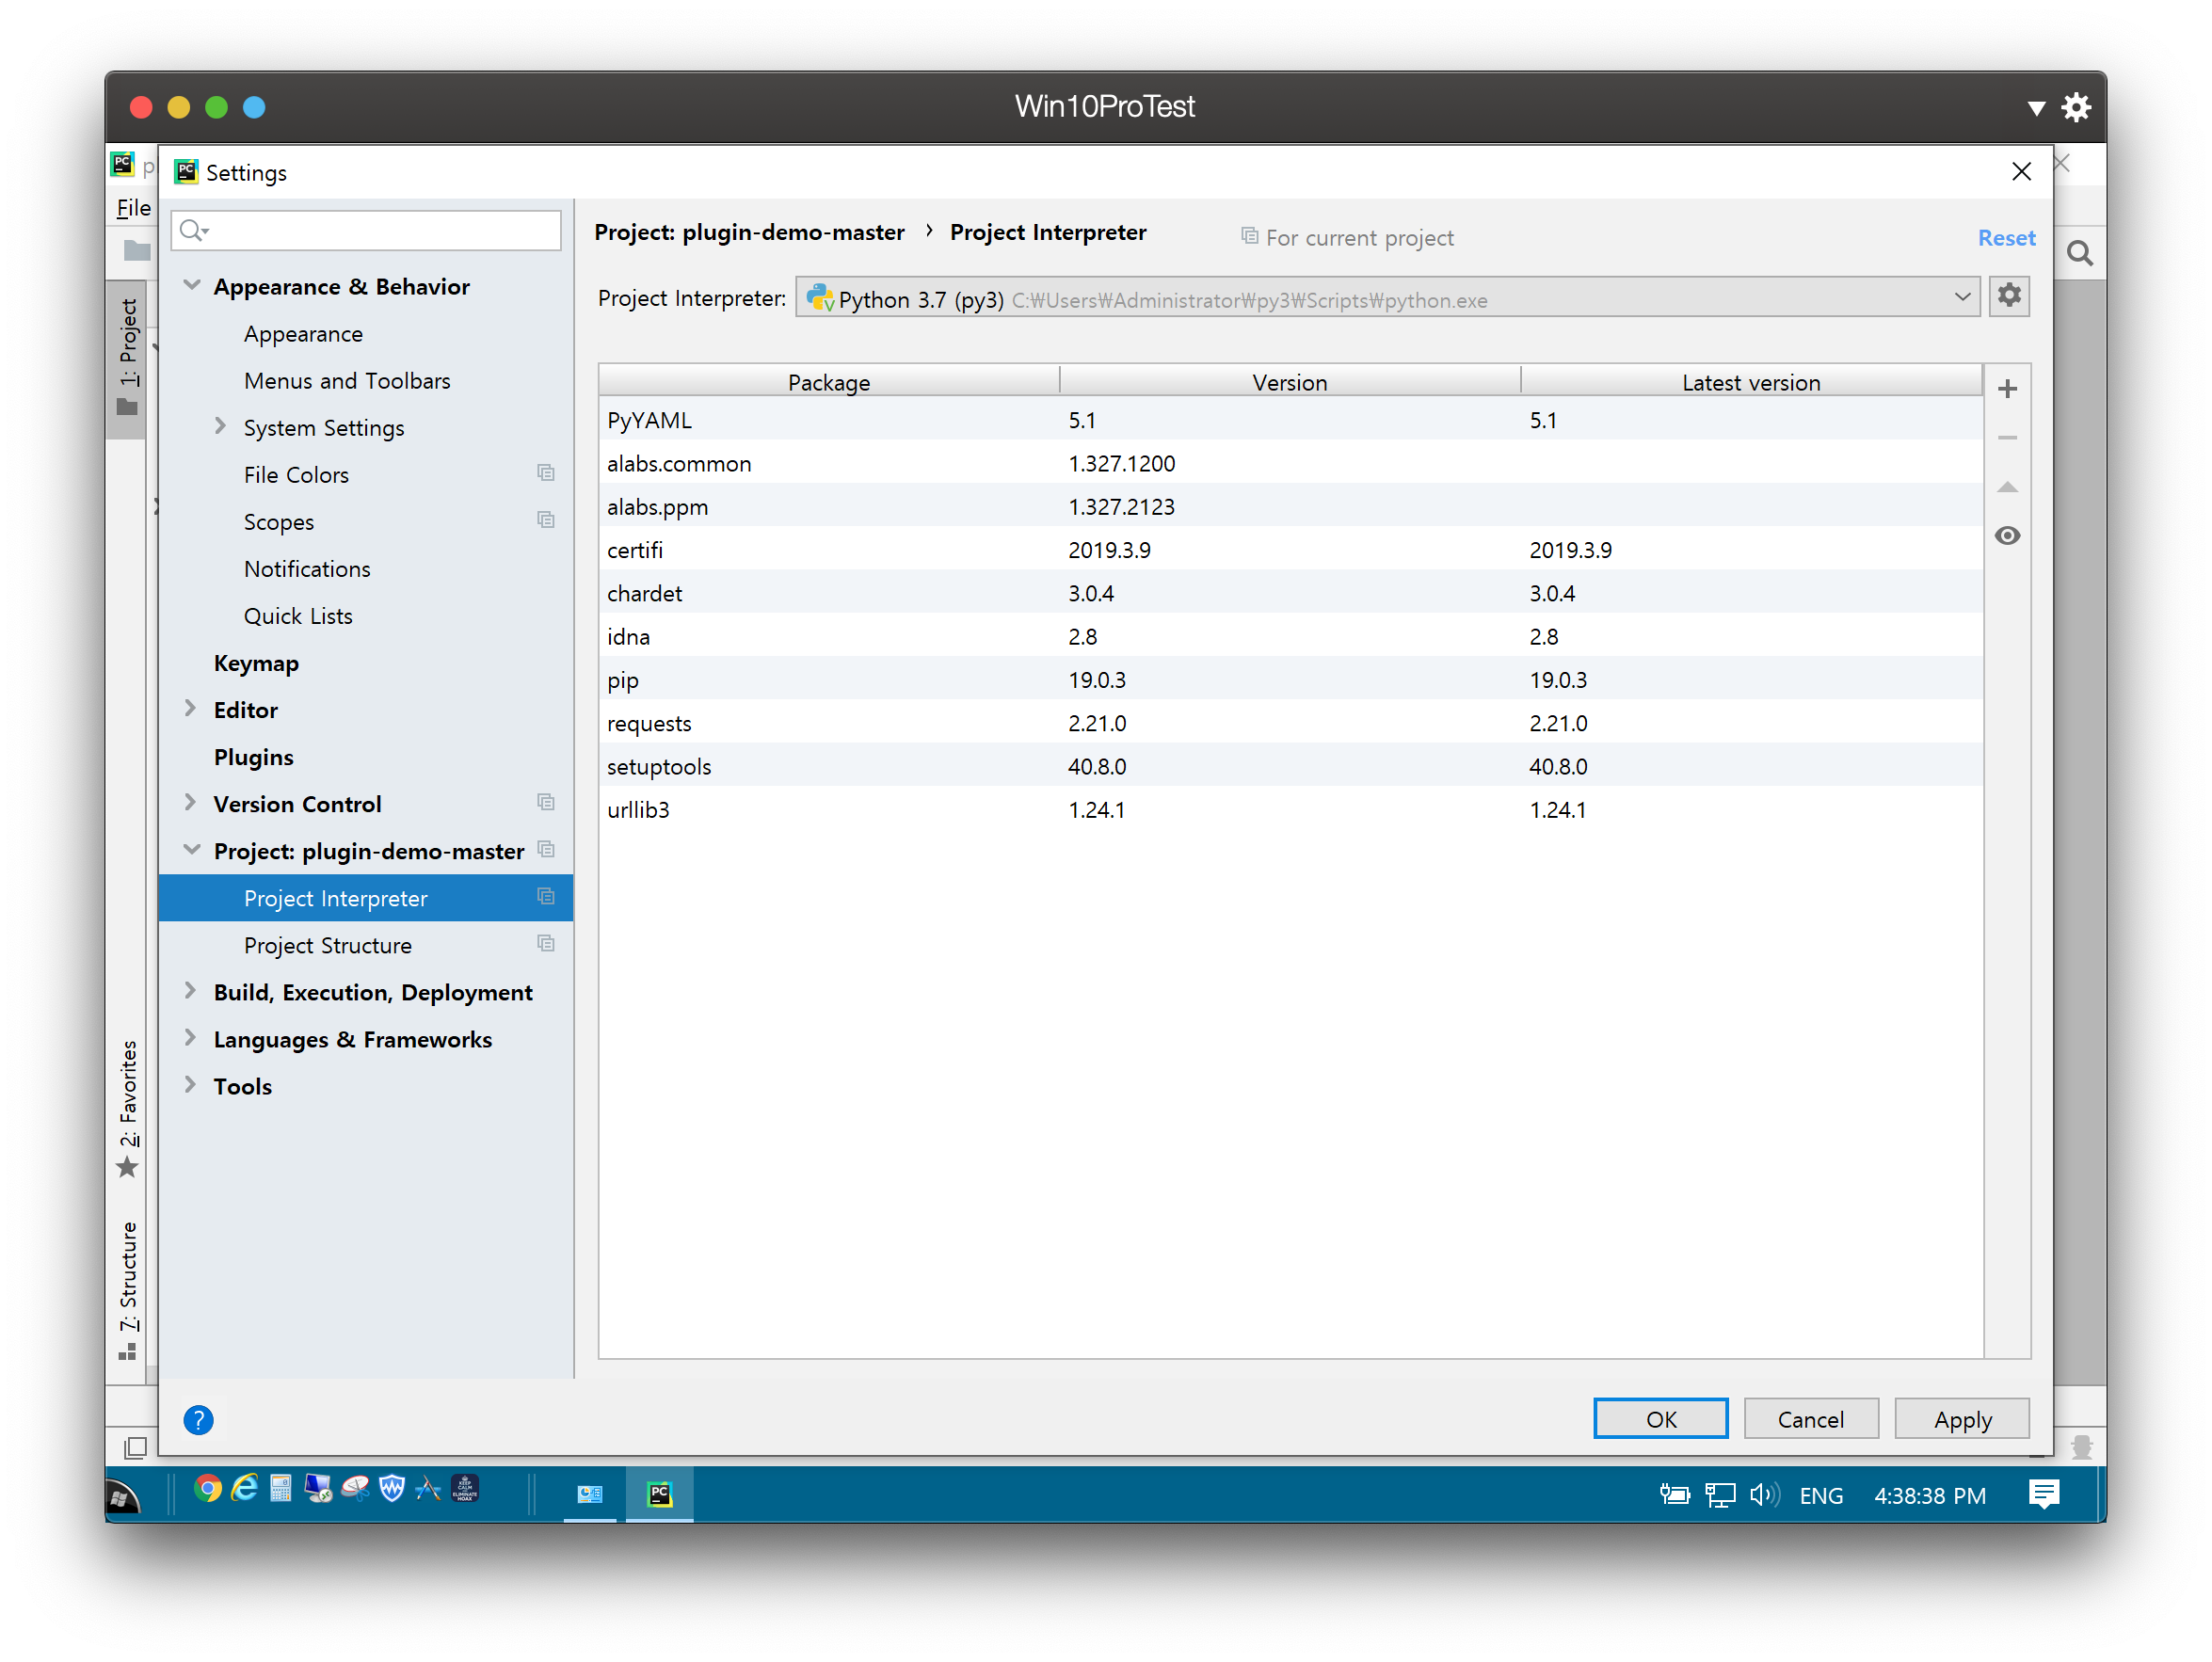 Win10ProTest
Settings
File
Project: plugin-demo-master › Project Interpreter
For current project
Reset
Project Interpreter: Python 3.7 (py3) C:₩Users₩Administrator₩py3₩Scripts₩python.exe
Appearance & Behavior
Appearance
Menus and Toolbars
System Settings
File Colors
Scopes
Notifications
Quick Lists
Keymap
Editor
Plugins
Version Control
Project: plugin-demo-master
Project Interpreter
Project Structure
Build, Execution, Deployment
Languages & Frameworks
Tools
Package Version Latest version
PyYAML 5.1 5.1
alabs.common 1.327.1200
alabs.ppm 1.327.2123
certifi 2019.3.9 2019.3.9
chardet 3.0.4 3.0.4
idna 2.8 2.8
pip 19.0.3 19.0.3
requests 2.21.0 2.21.0
setuptools 40.8.0 40.8.0
urllib3 1.24.1 1.24.1
1: Project
2: Favorites
7: Structure
?
OK Cancel Apply
PC
KEEP
CALM
ELIMINATE
HOAX
ENG 4:38:38 PM